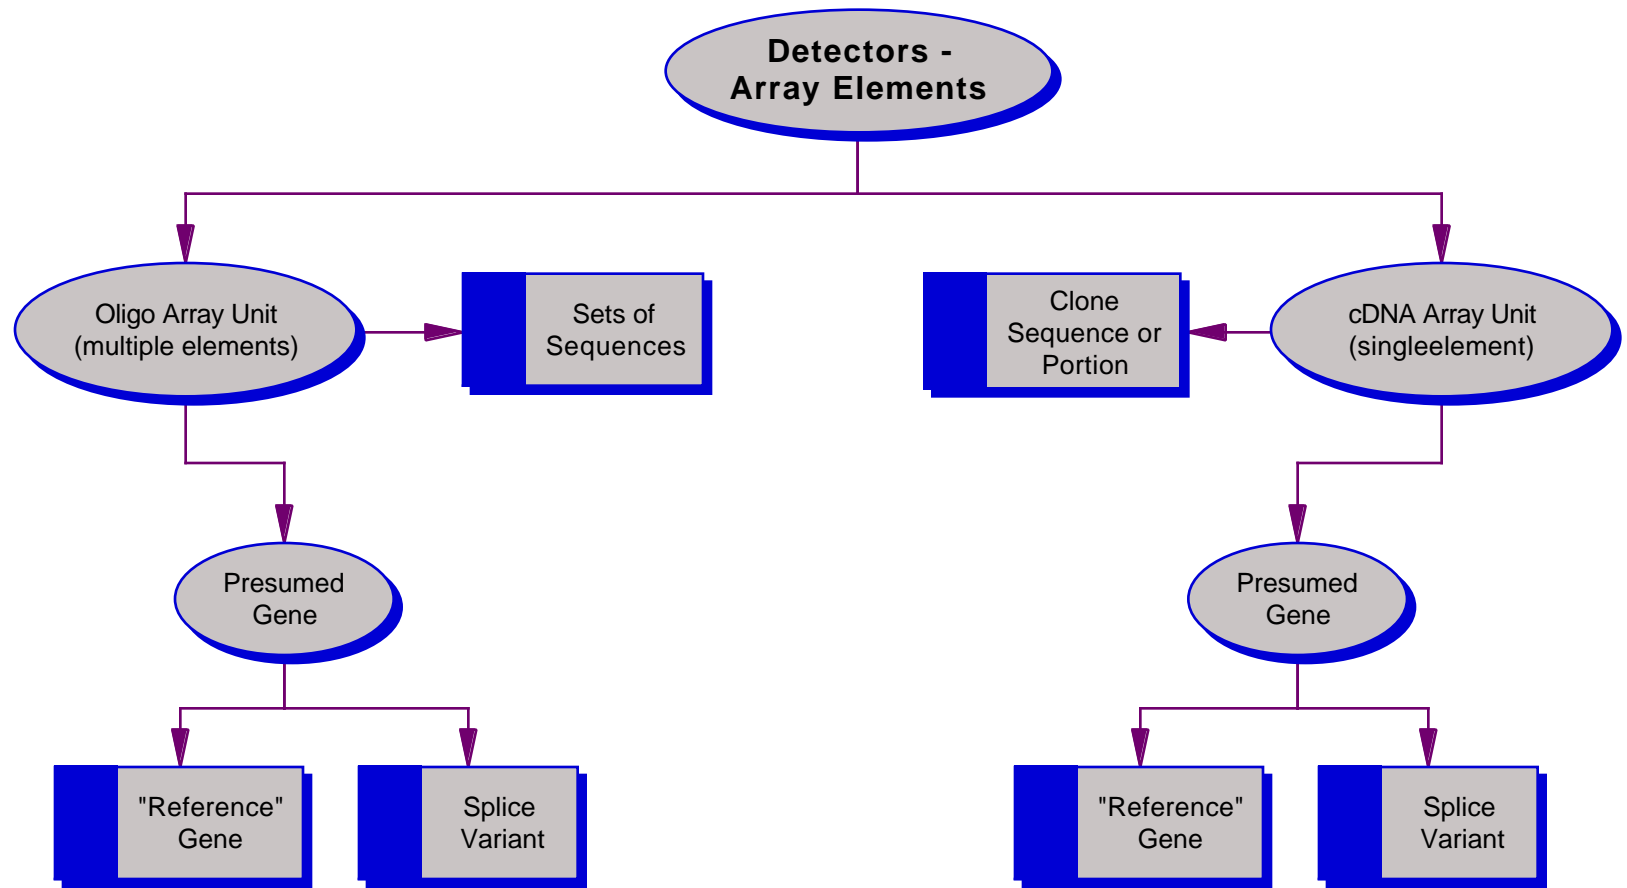 Detectors -
Array Elements
Oligo Array Unit
(multiple elements)
Sets of
Sequences
Clone
Sequence or
Portion
cDNA Array Unit
(singleelement)
Presumed
Gene
Presumed
Gene
"Reference"
Gene
Splice
Variant
"Reference"
Gene
Splice
Variant